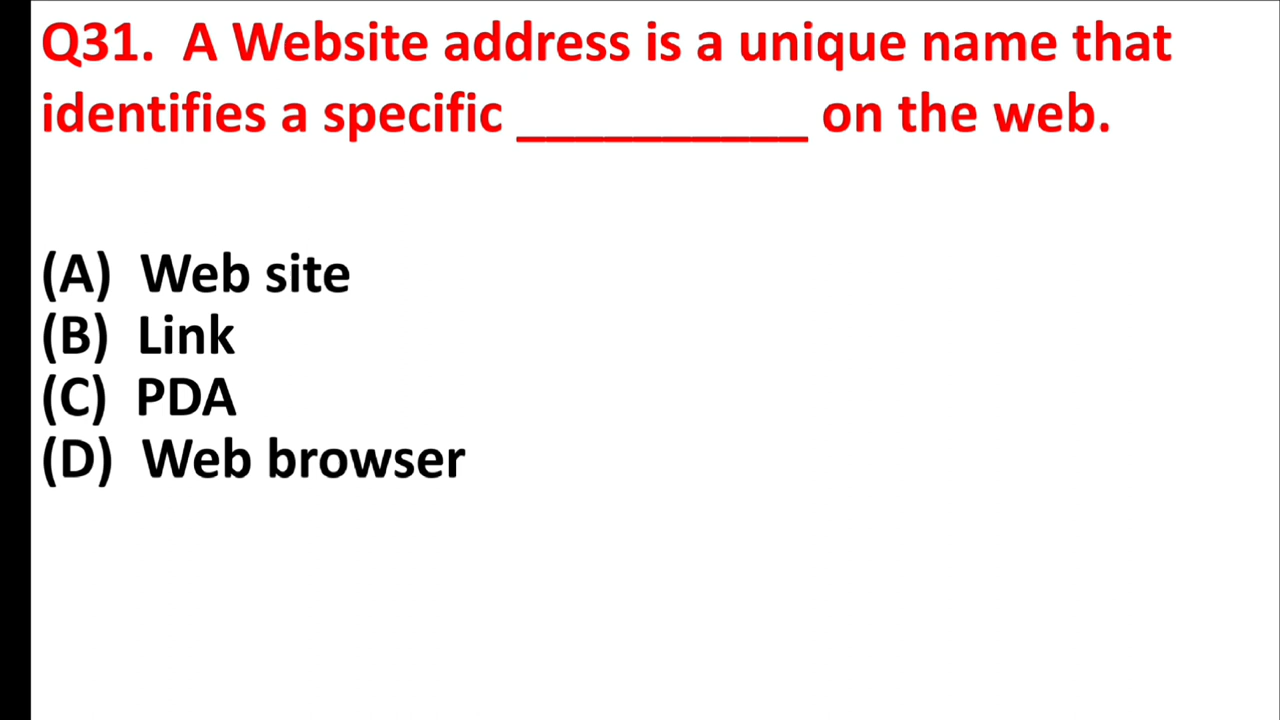 Q31. A Website address is a unique name that
identifies a specific __________ on the web.
(A) Web site
(B) Link
(C) PDA
(D) Web browser